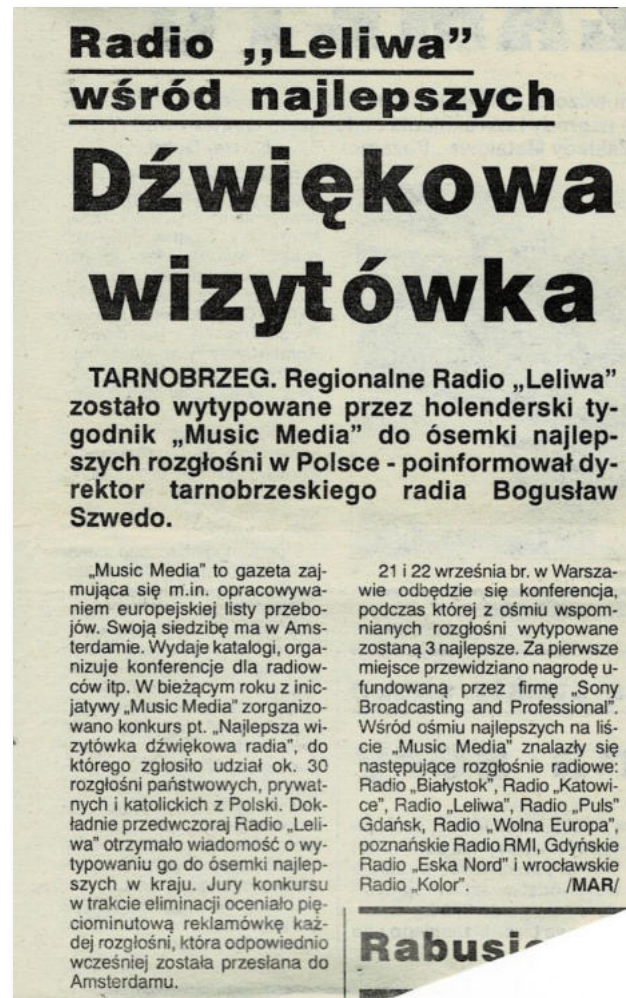 Radio ,,Leliwa”
wśród najlepszych
Dźwiękowa
wizytówka
TARNOBRZEG. Regionalne Radio „Leliwa”
zostało wytypowane przez holenderski ty-
godnik „Music Media” do ósemki najlep-
szych rozgłośni w Polsce - poinformował dy-
rektor tarnobrzeskiego radia Bogusław
Szwedo.
„Music Media” to gazeta zaj-
mująca się m.in. opracowywa-
niem europejskiej listy przebo-
jów. Swoją siedzibę ma w Ams-
terdamie. Wydaje katalogi, orga-
nizuje konferencje dla radiow-
ców itp. W bieżącym roku z inic-
jatywy „Music Media” zorganizo-
wano konkurs pt. „Najlepsza wi-
zytówka dźwiękowa radia”, do
którego zgłosiło udział ok. 30
rozgłośni państwowych, prywat-
nych i katolickich z Polski. Dok-
ładnie przedwczoraj Radio „Leli-
wa” otrzymało wiadomość o wy-
typowaniu go do ósemki najlep-
szych w kraju. Jury konkursu
w trakcie eliminacji oceniało pię-
ciominutową reklamówkę każ-
dej rozgłośni, która odpowiednio
wcześniej została przesłana do
Amsterdamu.
21 i 22 września br. w Warsza-
wie odbędzie się konferencja,
podczas której z ośmiu wspom-
nianych rozgłośni wytypowane
zostaną 3 najlepsze. Za pierwsze
miejsce przewidziano nagrodę u-
fundowaną przez firmę „Sony
Broadcasting and Professional”.
Wśród ośmiu najlepszych na liś-
cie „Music Media” znalazły się
następujące rozgłośnie radiowe:
Radio „Białystok”, Radio „Katowi-
ce”, Radio „Leliwa”, Radio „Puls”
Gdańsk, Radio „Wolna Europa”,
poznańskie Radio RMI, Gdyńskie
Radio „Eska Nord” i wrocławskie
Radio „Kolor”. /MAR/